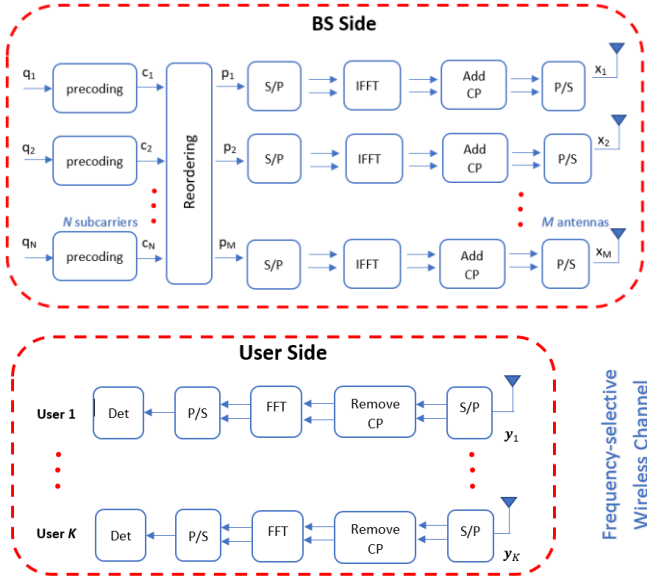 BS Side
q1 precoding c1 Reordering p1 S/P IFFT Add CP P/S x1
q2 precoding c2 p2 S/P IFFT Add CP P/S x2
N subcarriers M antennas
qN precoding cN pM S/P IFFT Add CP P/S xM
User Side
User 1 Det P/S FFT Remove CP S/P y1
User K Det P/S FFT Remove CP S/P yK
Frequency-selective
Wireless Channel